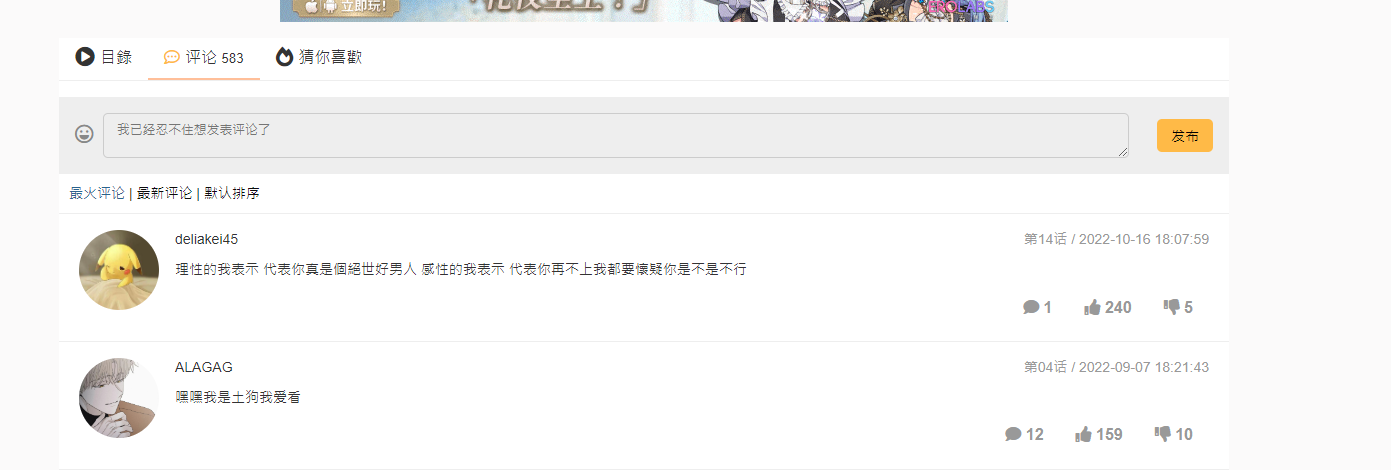 立即玩!
EROLABS
目錄
评论 583
猜你喜歡
我已经忍不住想发表评论了
发布
最火评论 | 最新评论 | 默认排序
deliakei45
第14话 / 2022-10-16 18:07:59
理性的我表示 代表你真是個絕世好男人 感性的我表示 代表你再不上我都要懷疑你是不是不行
1 240 5
ALAGAG
第04话 / 2022-09-07 18:21:43
嘿嘿我是土狗我爱看
12 159 10